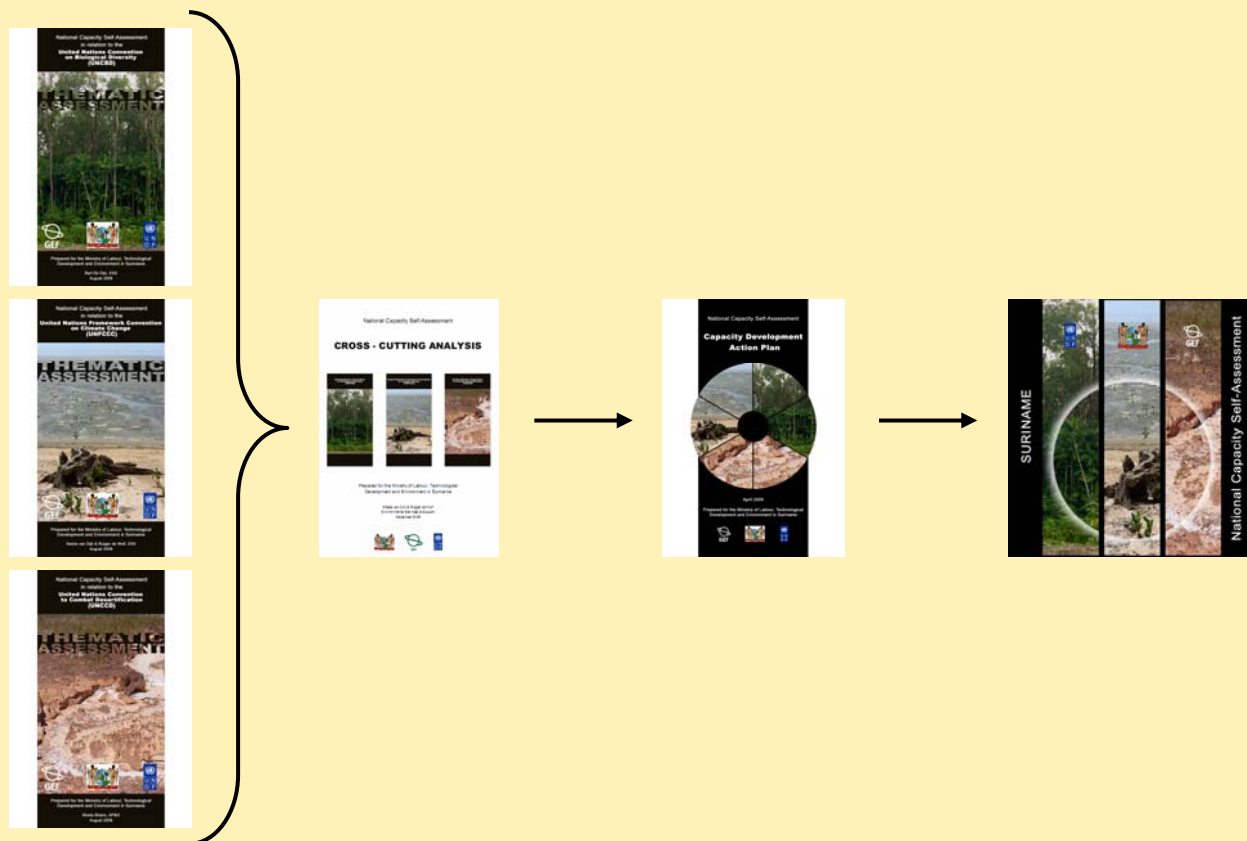 National Capacity Self-Assessment
in relation to the
United Nations Convention
on Biological Diversity
(UNCBD)
THEMATIC
ASSESSMENT
GEF
U N
D P
Prepared for the Ministry of Labour, Technological
Development and Environment in Suriname
August 2008
National Capacity Self-Assessment
in relation to the
United Nations Framework Convention
on Climate Change
(UNFCCC)
THEMATIC
ASSESSMENT
GEF
U N
D P
Prepared for the Ministry of Labour, Technological
Development and Environment in Suriname
August 2008
National Capacity Self-Assessment
in relation to the
United Nations Convention
to Combat Desertification
(UNCCD)
THEMATIC
ASSESSMENT
GEF
U N
D P
Prepared for the Ministry of Labour, Technological
Development and Environment in Suriname
August 2008
National Capacity Self-Assessment
CROSS - CUTTING ANALYSIS
Prepared for the Ministry of Labour, Technological
Development and Environment in Suriname
National Capacity Self-Assessment
Capacity Development
Action Plan
April 2009
Prepared for the Ministry of Labour, Technological
Development and Environment in Suriname
GEF
SURINAME
U N
D P
GEF
National Capacity Self-Assessment